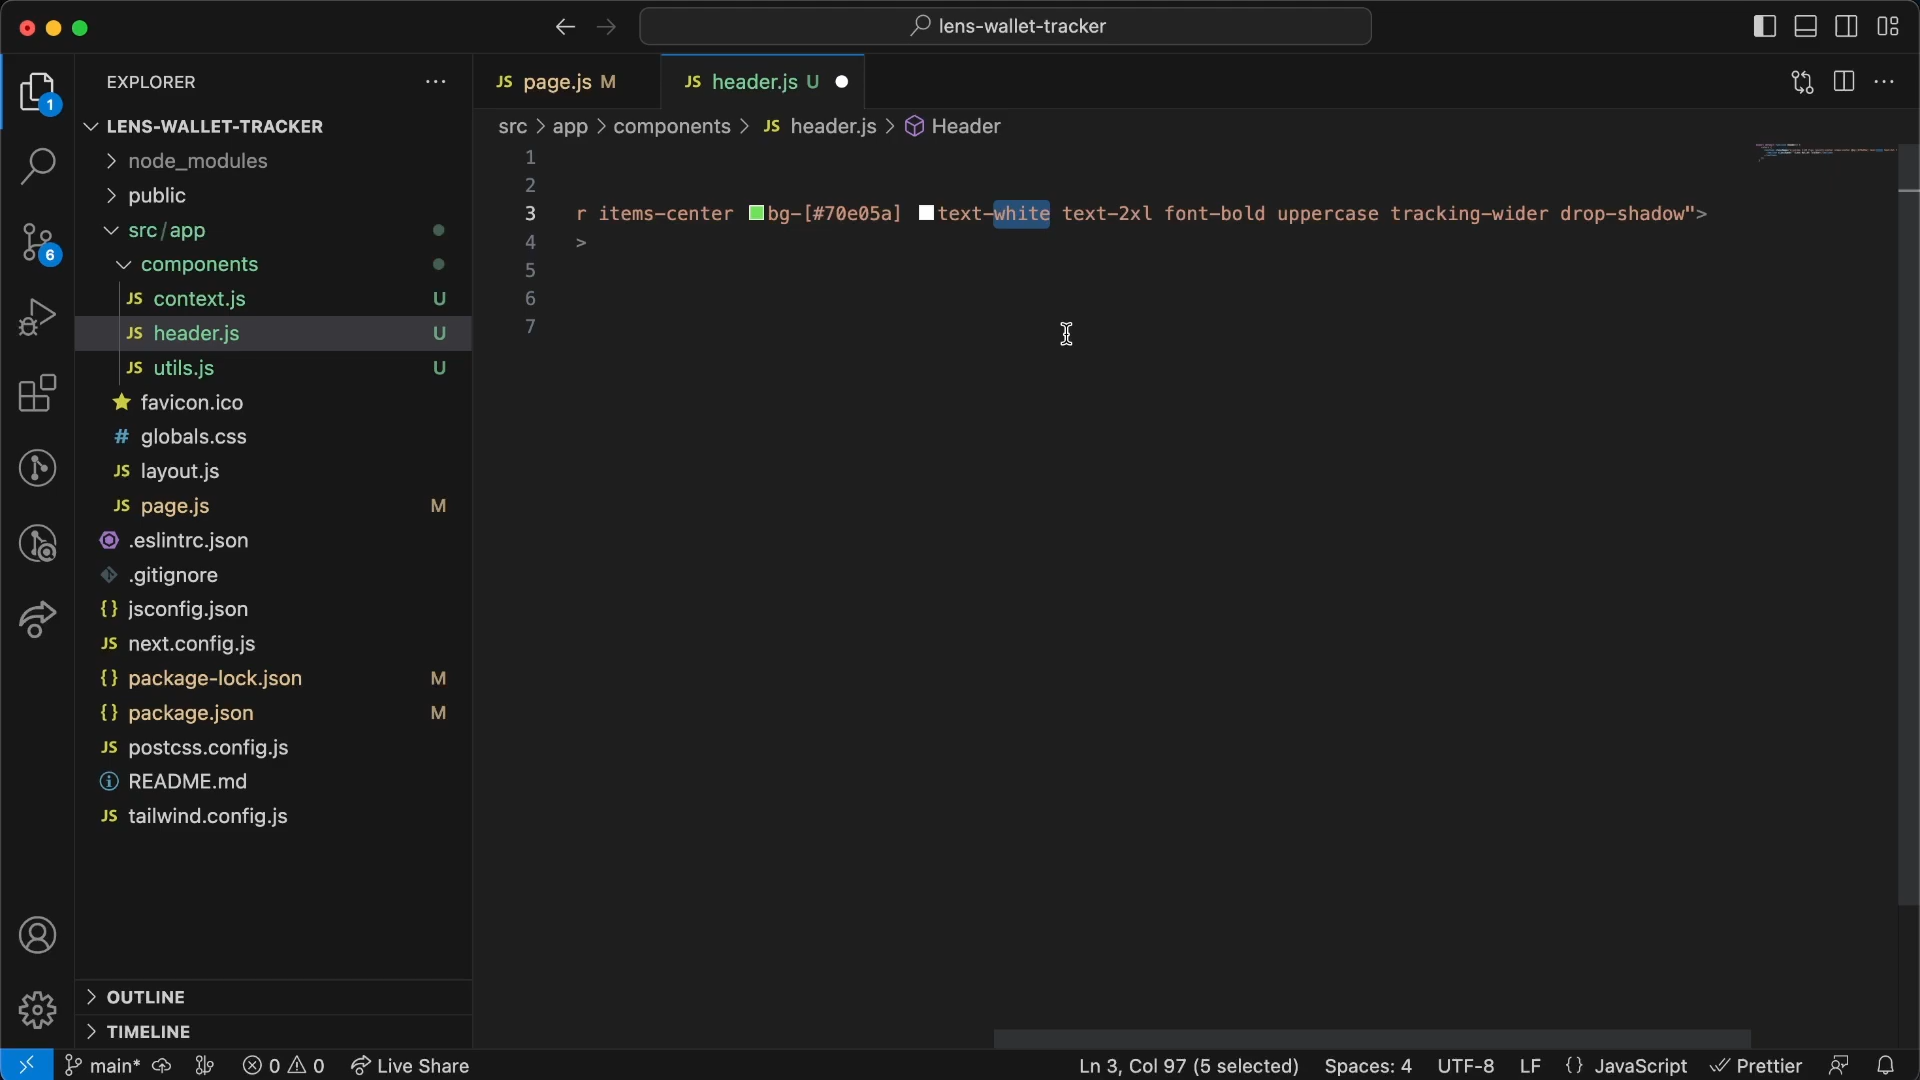 lens-wallet-tracker
EXPLORER
JS page.js M
JS header.js U
src > app > components > JS header.js > Header
LENS-WALLET-TRACKER
node_modules
public
src/app
components
JS context.js U
JS header.js U
JS utils.js U
favicon.ico
# globals.css
JS layout.js
JS page.js M
.eslintrc.json
.gitignore
{} jsconfig.json
JS next.config.js
{} package-lock.json M
{} package.json M
JS postcss.config.js
README.md
JS tailwind.config.js
OUTLINE
TIMELINE
1
6
1
2
3 r items-center bg-[#70e05a] text-white text-2xl font-bold uppercase tracking-wider drop-shadow">
4 >
5
6
7
main* 0 0 Live Share
Ln 3, Col 97 (5 selected) Spaces: 4 UTF-8 LF {} JavaScript Prettier